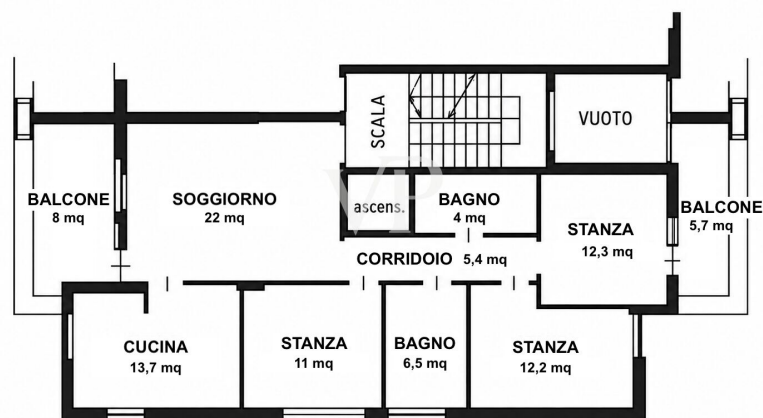 SCALA
VUOTO
BALCONE
8 mq
SOGGIORNO
22 mq
ascens.
BAGNO
4 mq
STANZA
12,3 mq
BALCONE
5,7 mq
CORRIDOIO 5,4 mq
CUCINA
13,7 mq
STANZA
11 mq
BAGNO
6,5 mq
STANZA
12,2 mq
VP